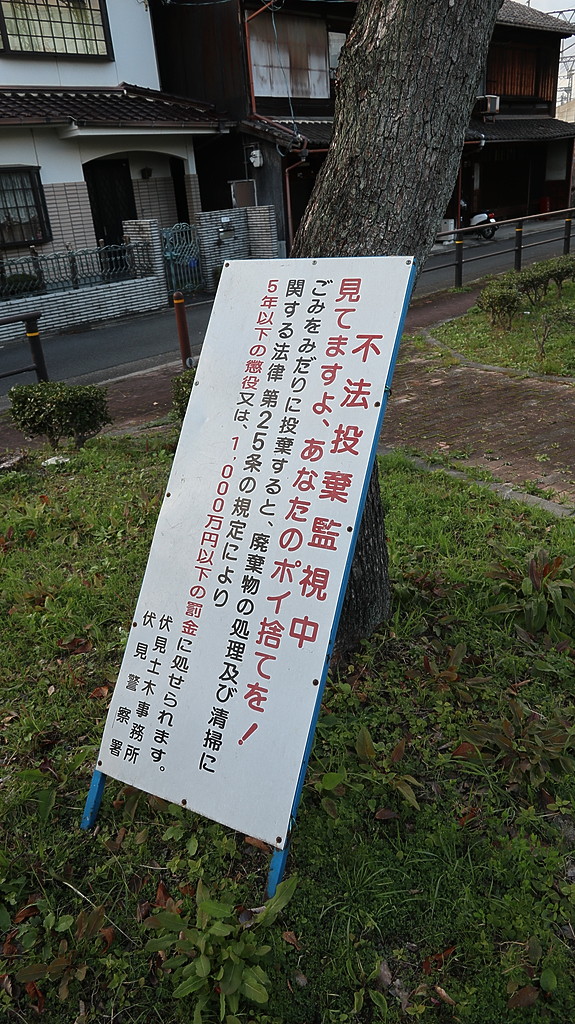 不法投棄監視中
見てますよ、あなたのポイ捨てを！
ごみをみだりに投棄すると、廃棄物の処理及び清掃に
関する法律 第25条の規定により
5年以下の懲役又は、1,000万円以下の罰金に処せられます。
伏見土木事務所
伏見警察署